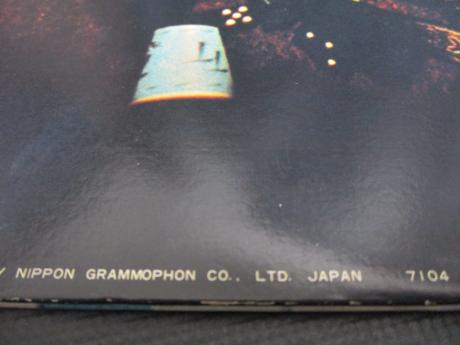 NIPPON GRAMMOPHON CO., LTD. JAPAN 7104